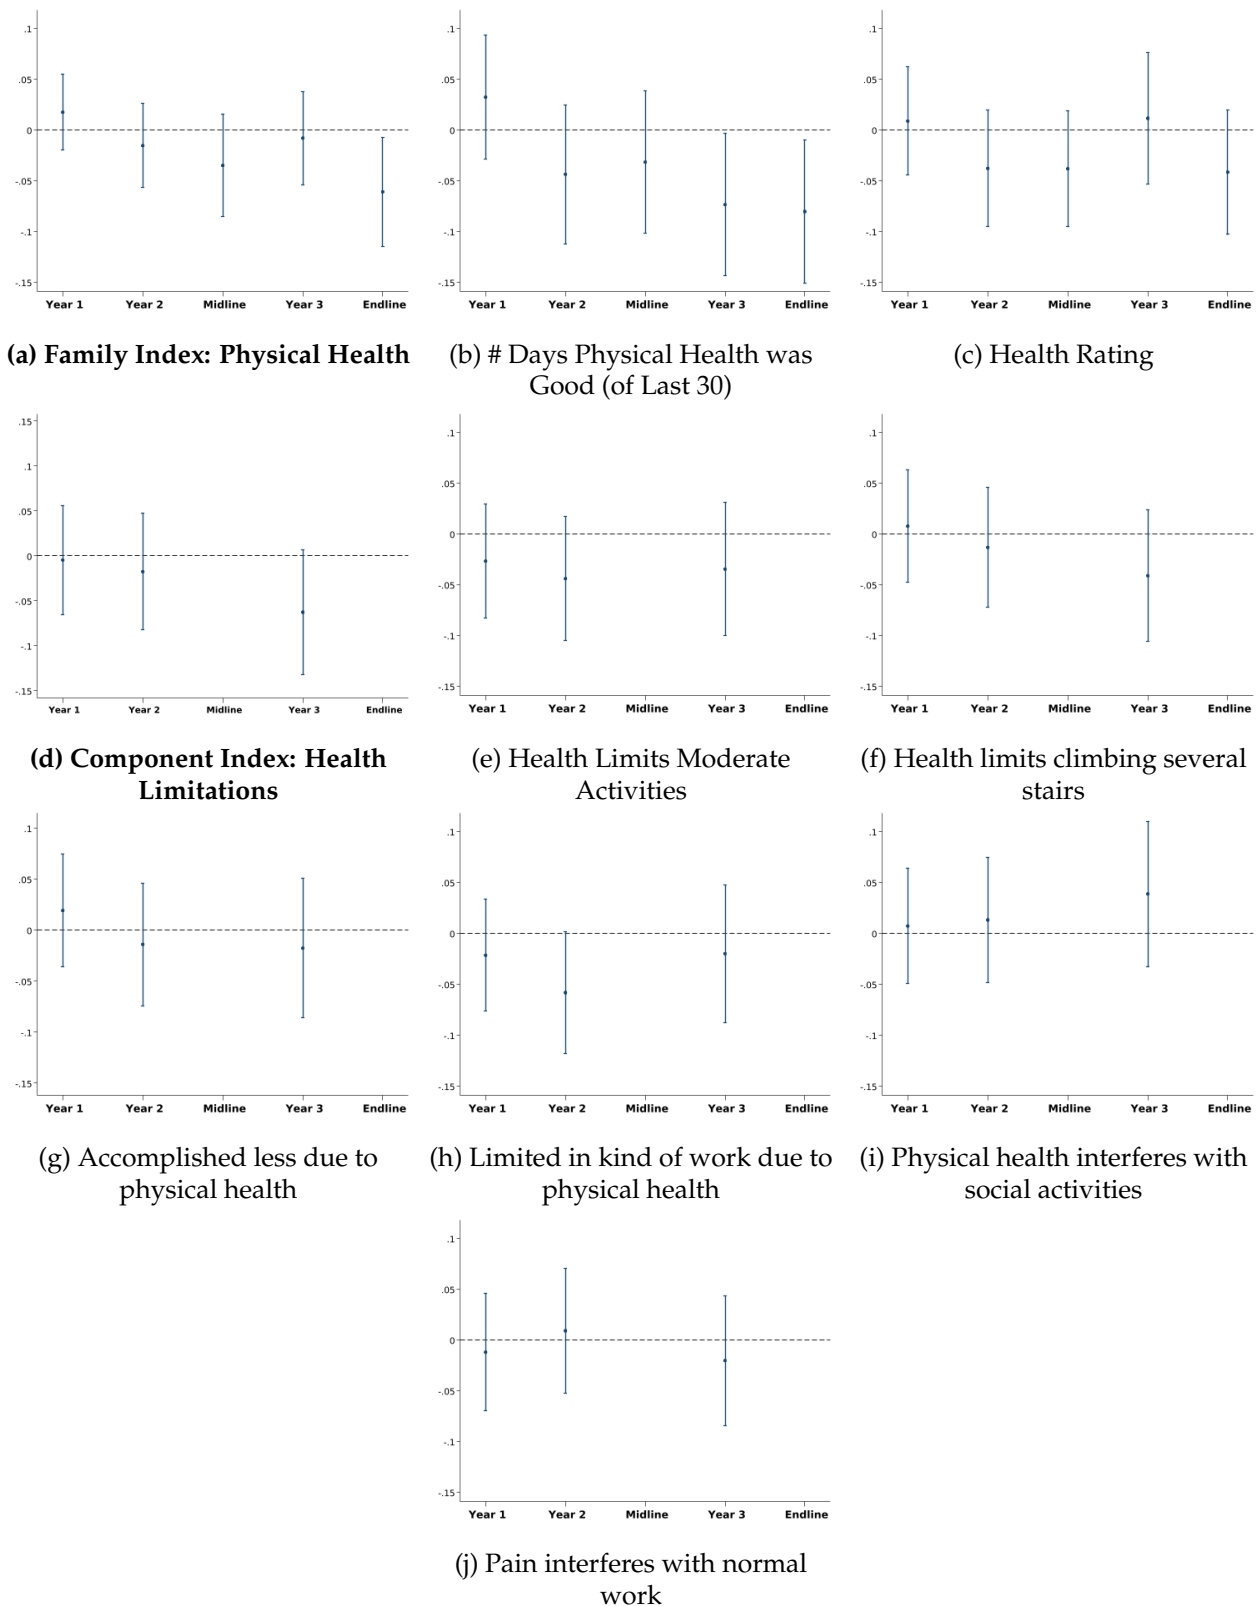 .1
.05
0
-.05
-.1
-.15
Year 1 Year 2 Midline Year 3 Endline
(a) Family Index: Physical Health
.1
.05
0
-.05
-.1
-.15
Year 1 Year 2 Midline Year 3 Endline
(b) # Days Physical Health was
Good (of Last 30)
.1
.05
0
-.05
-.1
-.15
Year 1 Year 2 Midline Year 3 Endline
(c) Health Rating
.15
.1
.05
0
-.05
-.1
-.15
Year 1 Year 2 Midline Year 3 Endline
(d) Component Index: Health
Limitations
.1
.05
0
-.05
-.1
-.15
Year 1 Year 2 Midline Year 3 Endline
(e) Health Limits Moderate
Activities
.1
.05
0
-.05
-.1
-.15
Year 1 Year 2 Midline Year 3 Endline
(f) Health limits climbing several
stairs
.1
.05
0
-.05
-.1
-.15
Year 1 Year 2 Midline Year 3 Endline
(g) Accomplished less due to
physical health
.1
.05
0
-.05
-.1
-.15
Year 1 Year 2 Midline Year 3 Endline
(h) Limited in kind of work due to
physical health
.1
.05
0
-.05
-.1
-.15
Year 1 Year 2 Midline Year 3 Endline
(i) Physical health interferes with
social activities
.1
.05
0
-.05
-.1
-.15
Year 1 Year 2 Midline Year 3 Endline
(j) Pain interferes with normal
work